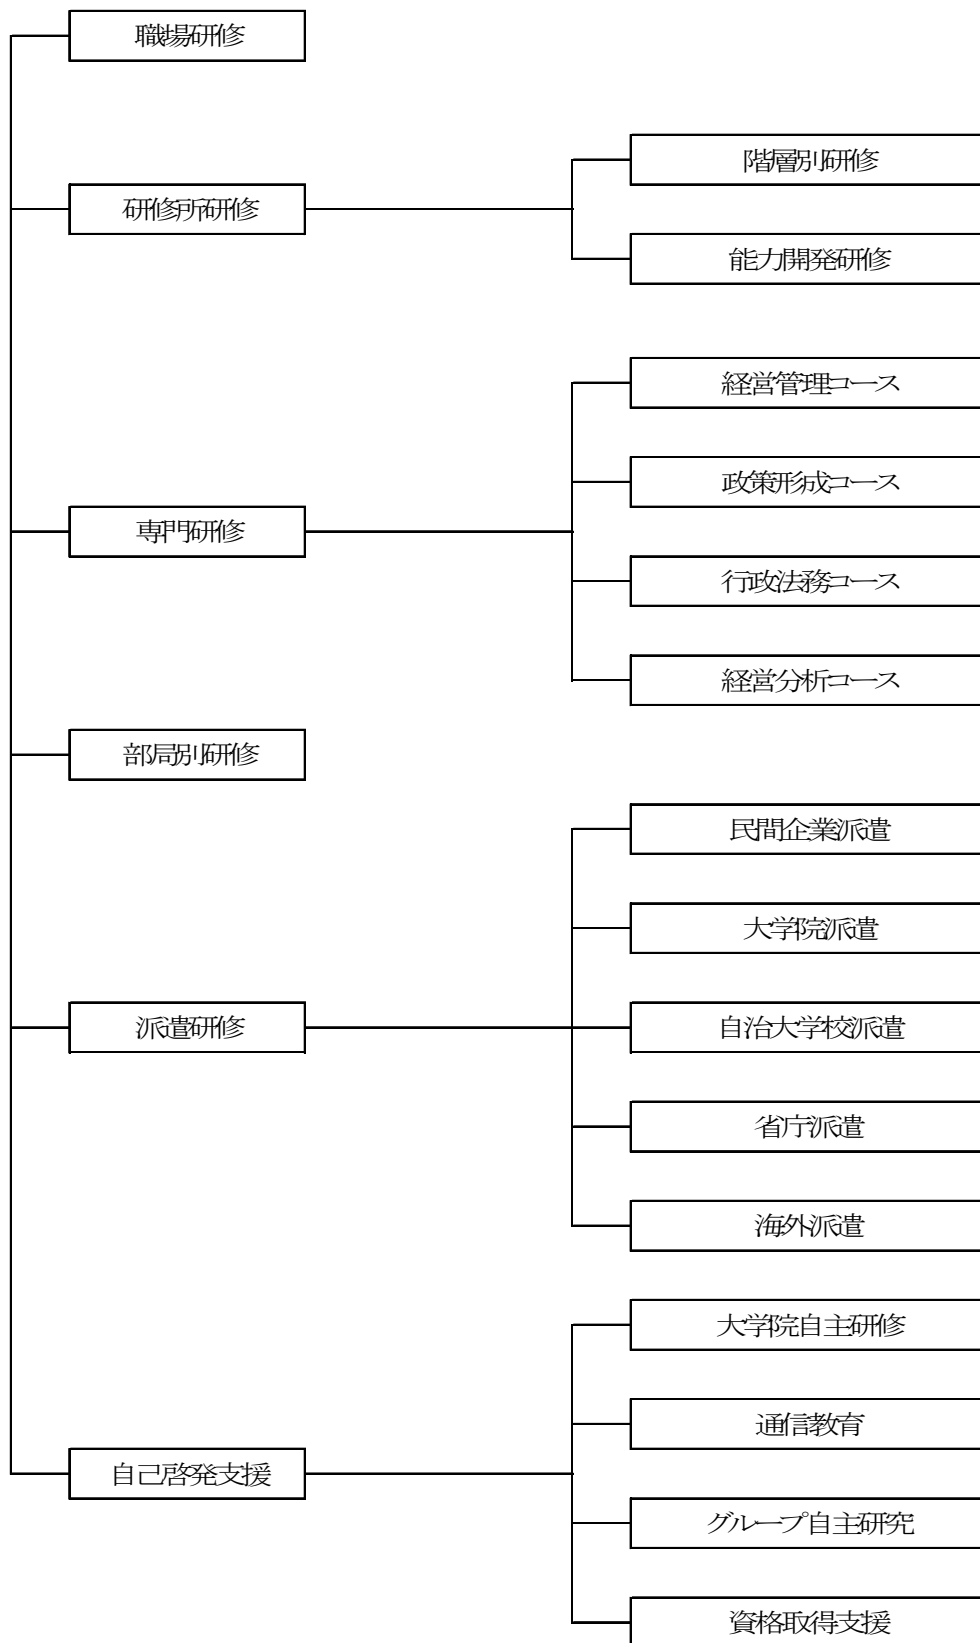 職場研修
研修所研修
階層別研修
能力開発研修
専門研修
経営管理コース
政策形成コース
行政法務コース
経営分析コース
部局別研修
派遣研修
民間企業派遣
大学院派遣
自治大学校派遣
省庁派遣
海外派遣
自己啓発支援
大学院自主研修
通信教育
グループ自主研究
資格取得支援